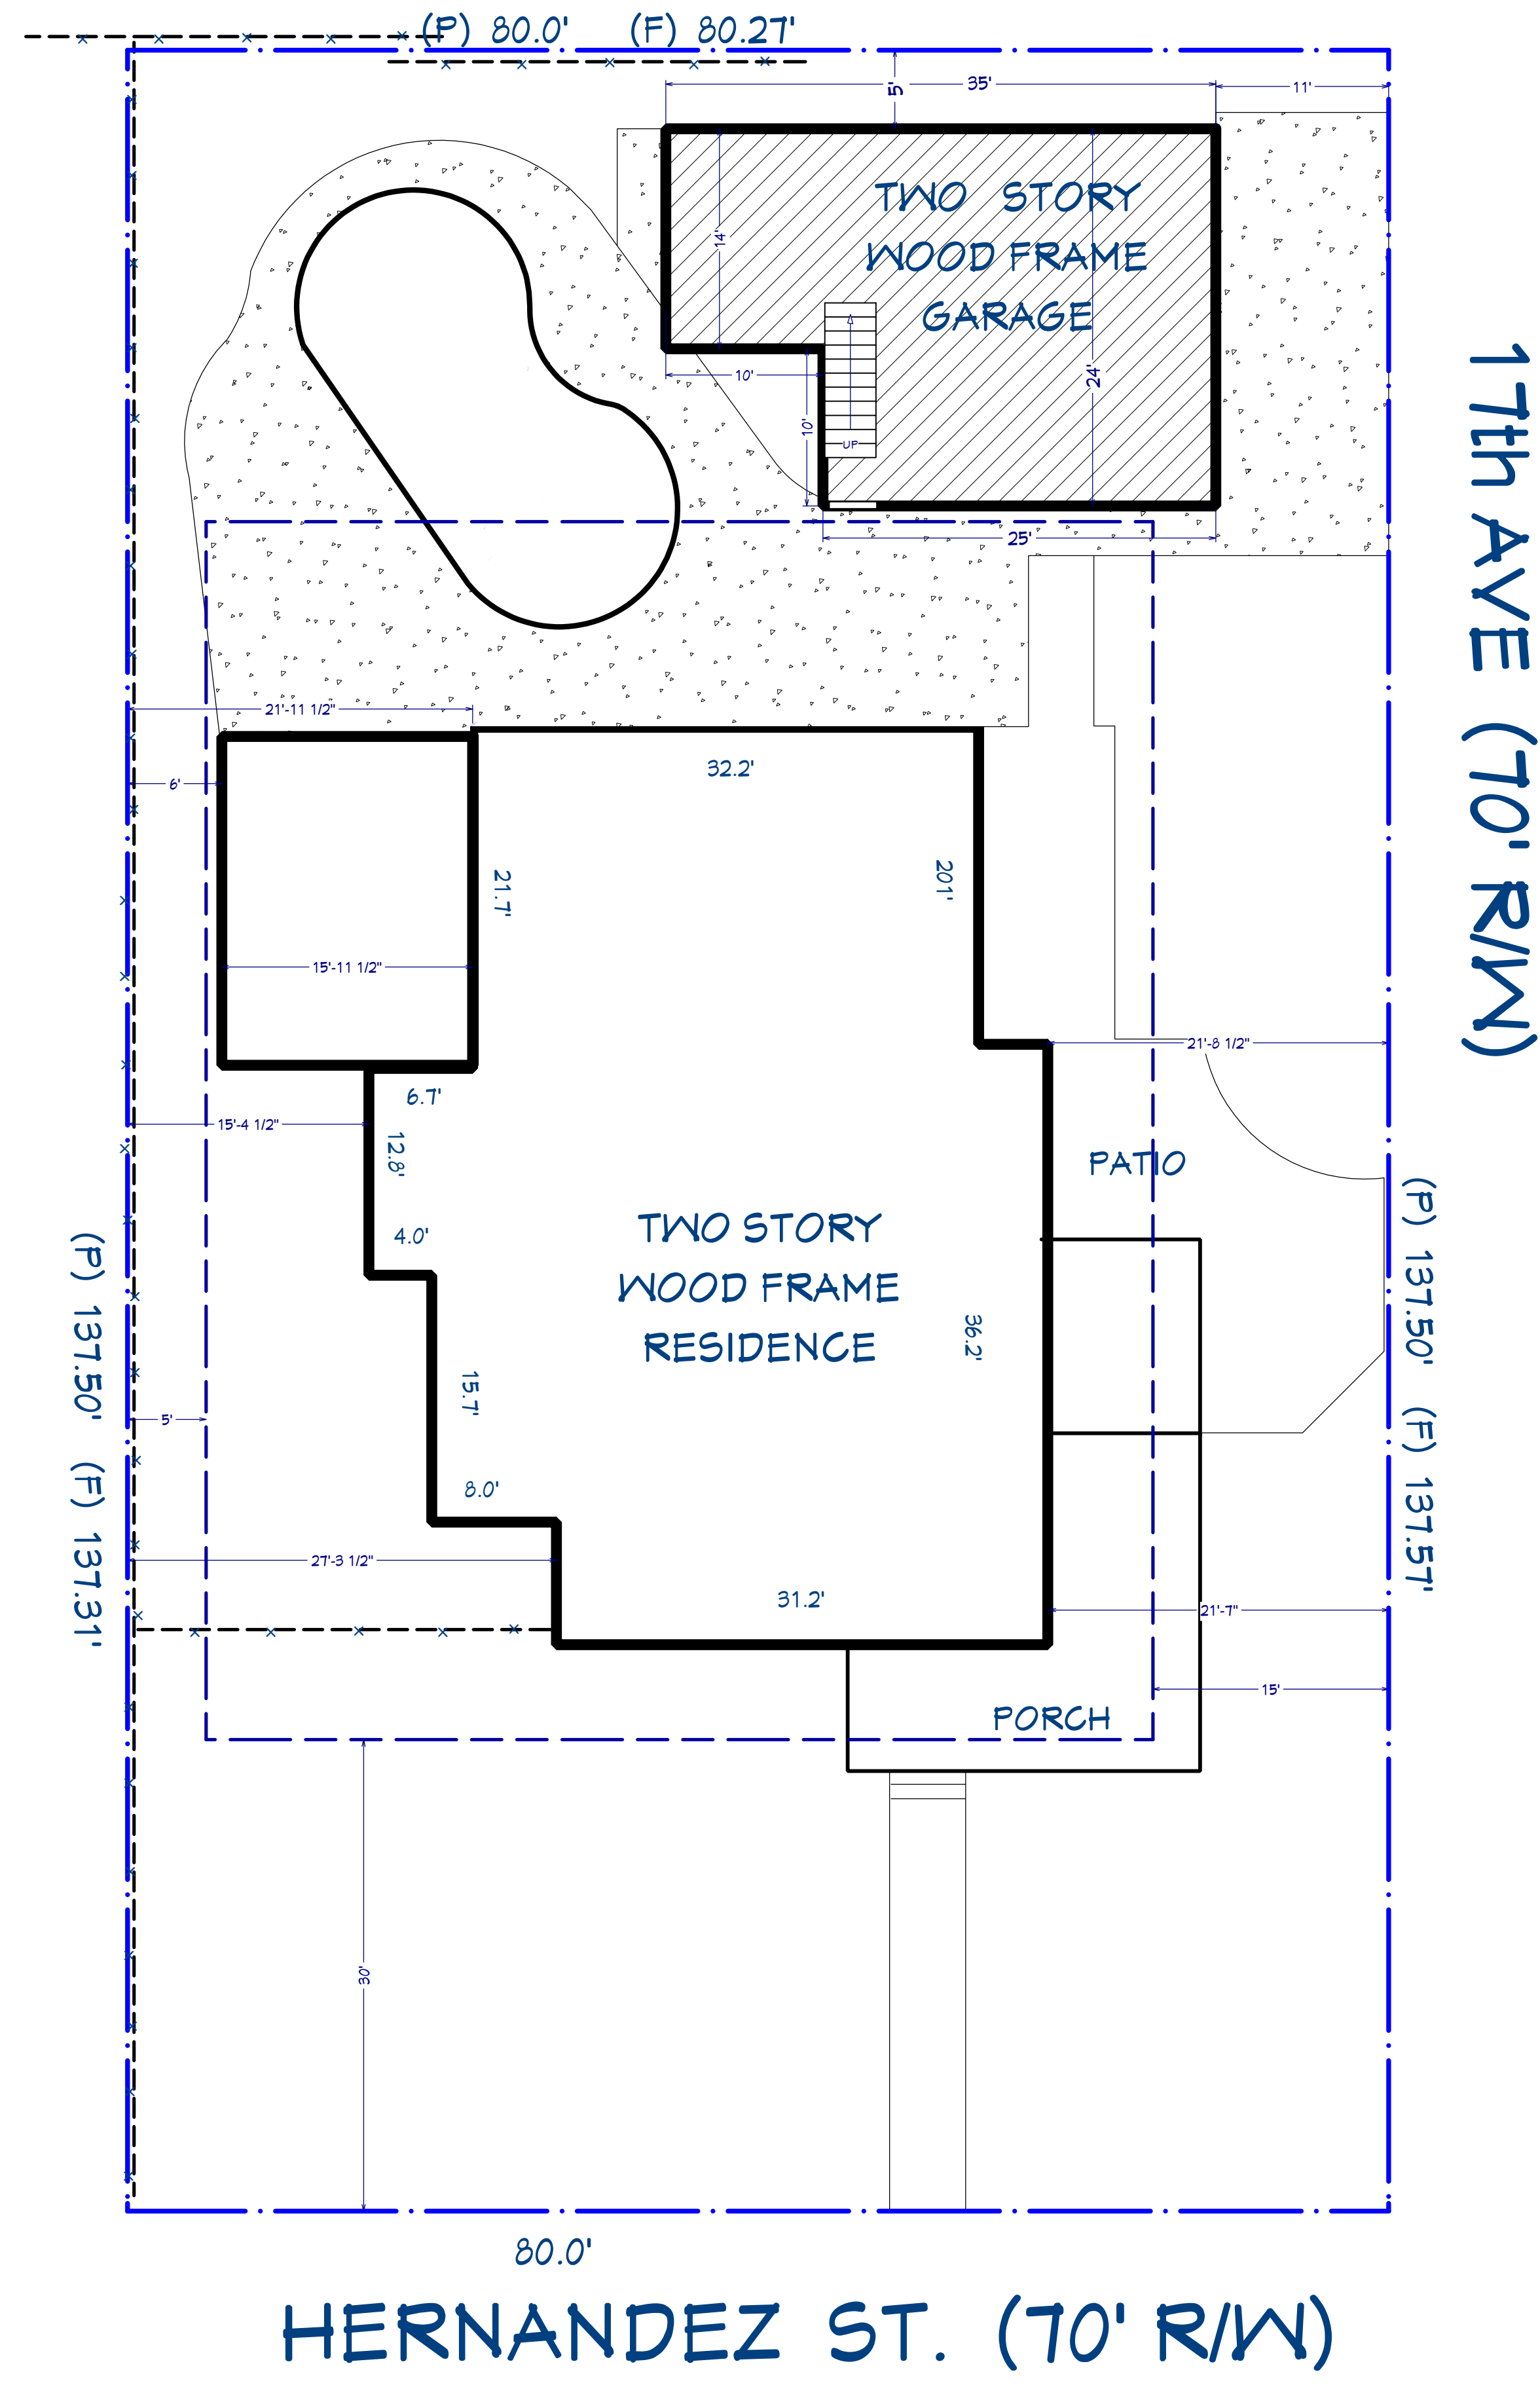 (P) 80.0' (F) 80.27'
5'
35'
11'
TWO STORY
WOOD FRAME
GARAGE
14'
24'
10'
10'
UP
25'
17th AVE (70' R/W)
21'-11 1/2"
32.2'
6'
21.7'
201'
15'-11 1/2"
21'-8 1/2"
6.7'
15'-4 1/2"
12.8'
PATIO
4.0'
TWO STORY
WOOD FRAME
RESIDENCE
36.2'
(P) 137.50' (F) 137.31'
(P) 137.50' (F) 137.57'
15.7'
5'
8.0'
27'-3 1/2"
31.2'
21'-7"
15'
PORCH
30'
80.0'
HERNANDEZ ST. (70' R/W)